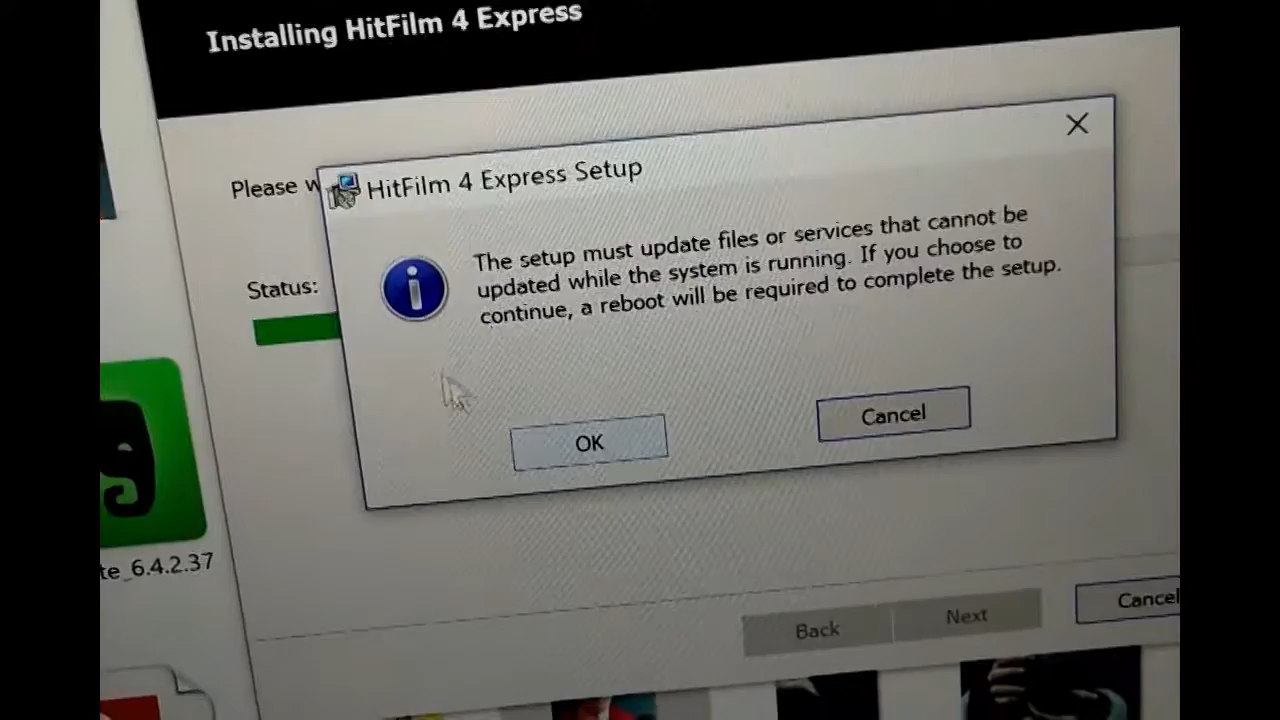 Installing HitFilm 4 Express
Please w
HitFilm 4 Express Setup
The setup must update files or services that cannot be
updated while the system is running. If you choose to
continue, a reboot will be required to complete the setup.
Status:
OK
Cancel
te_6.4.2.37
Back
Next
Cancel